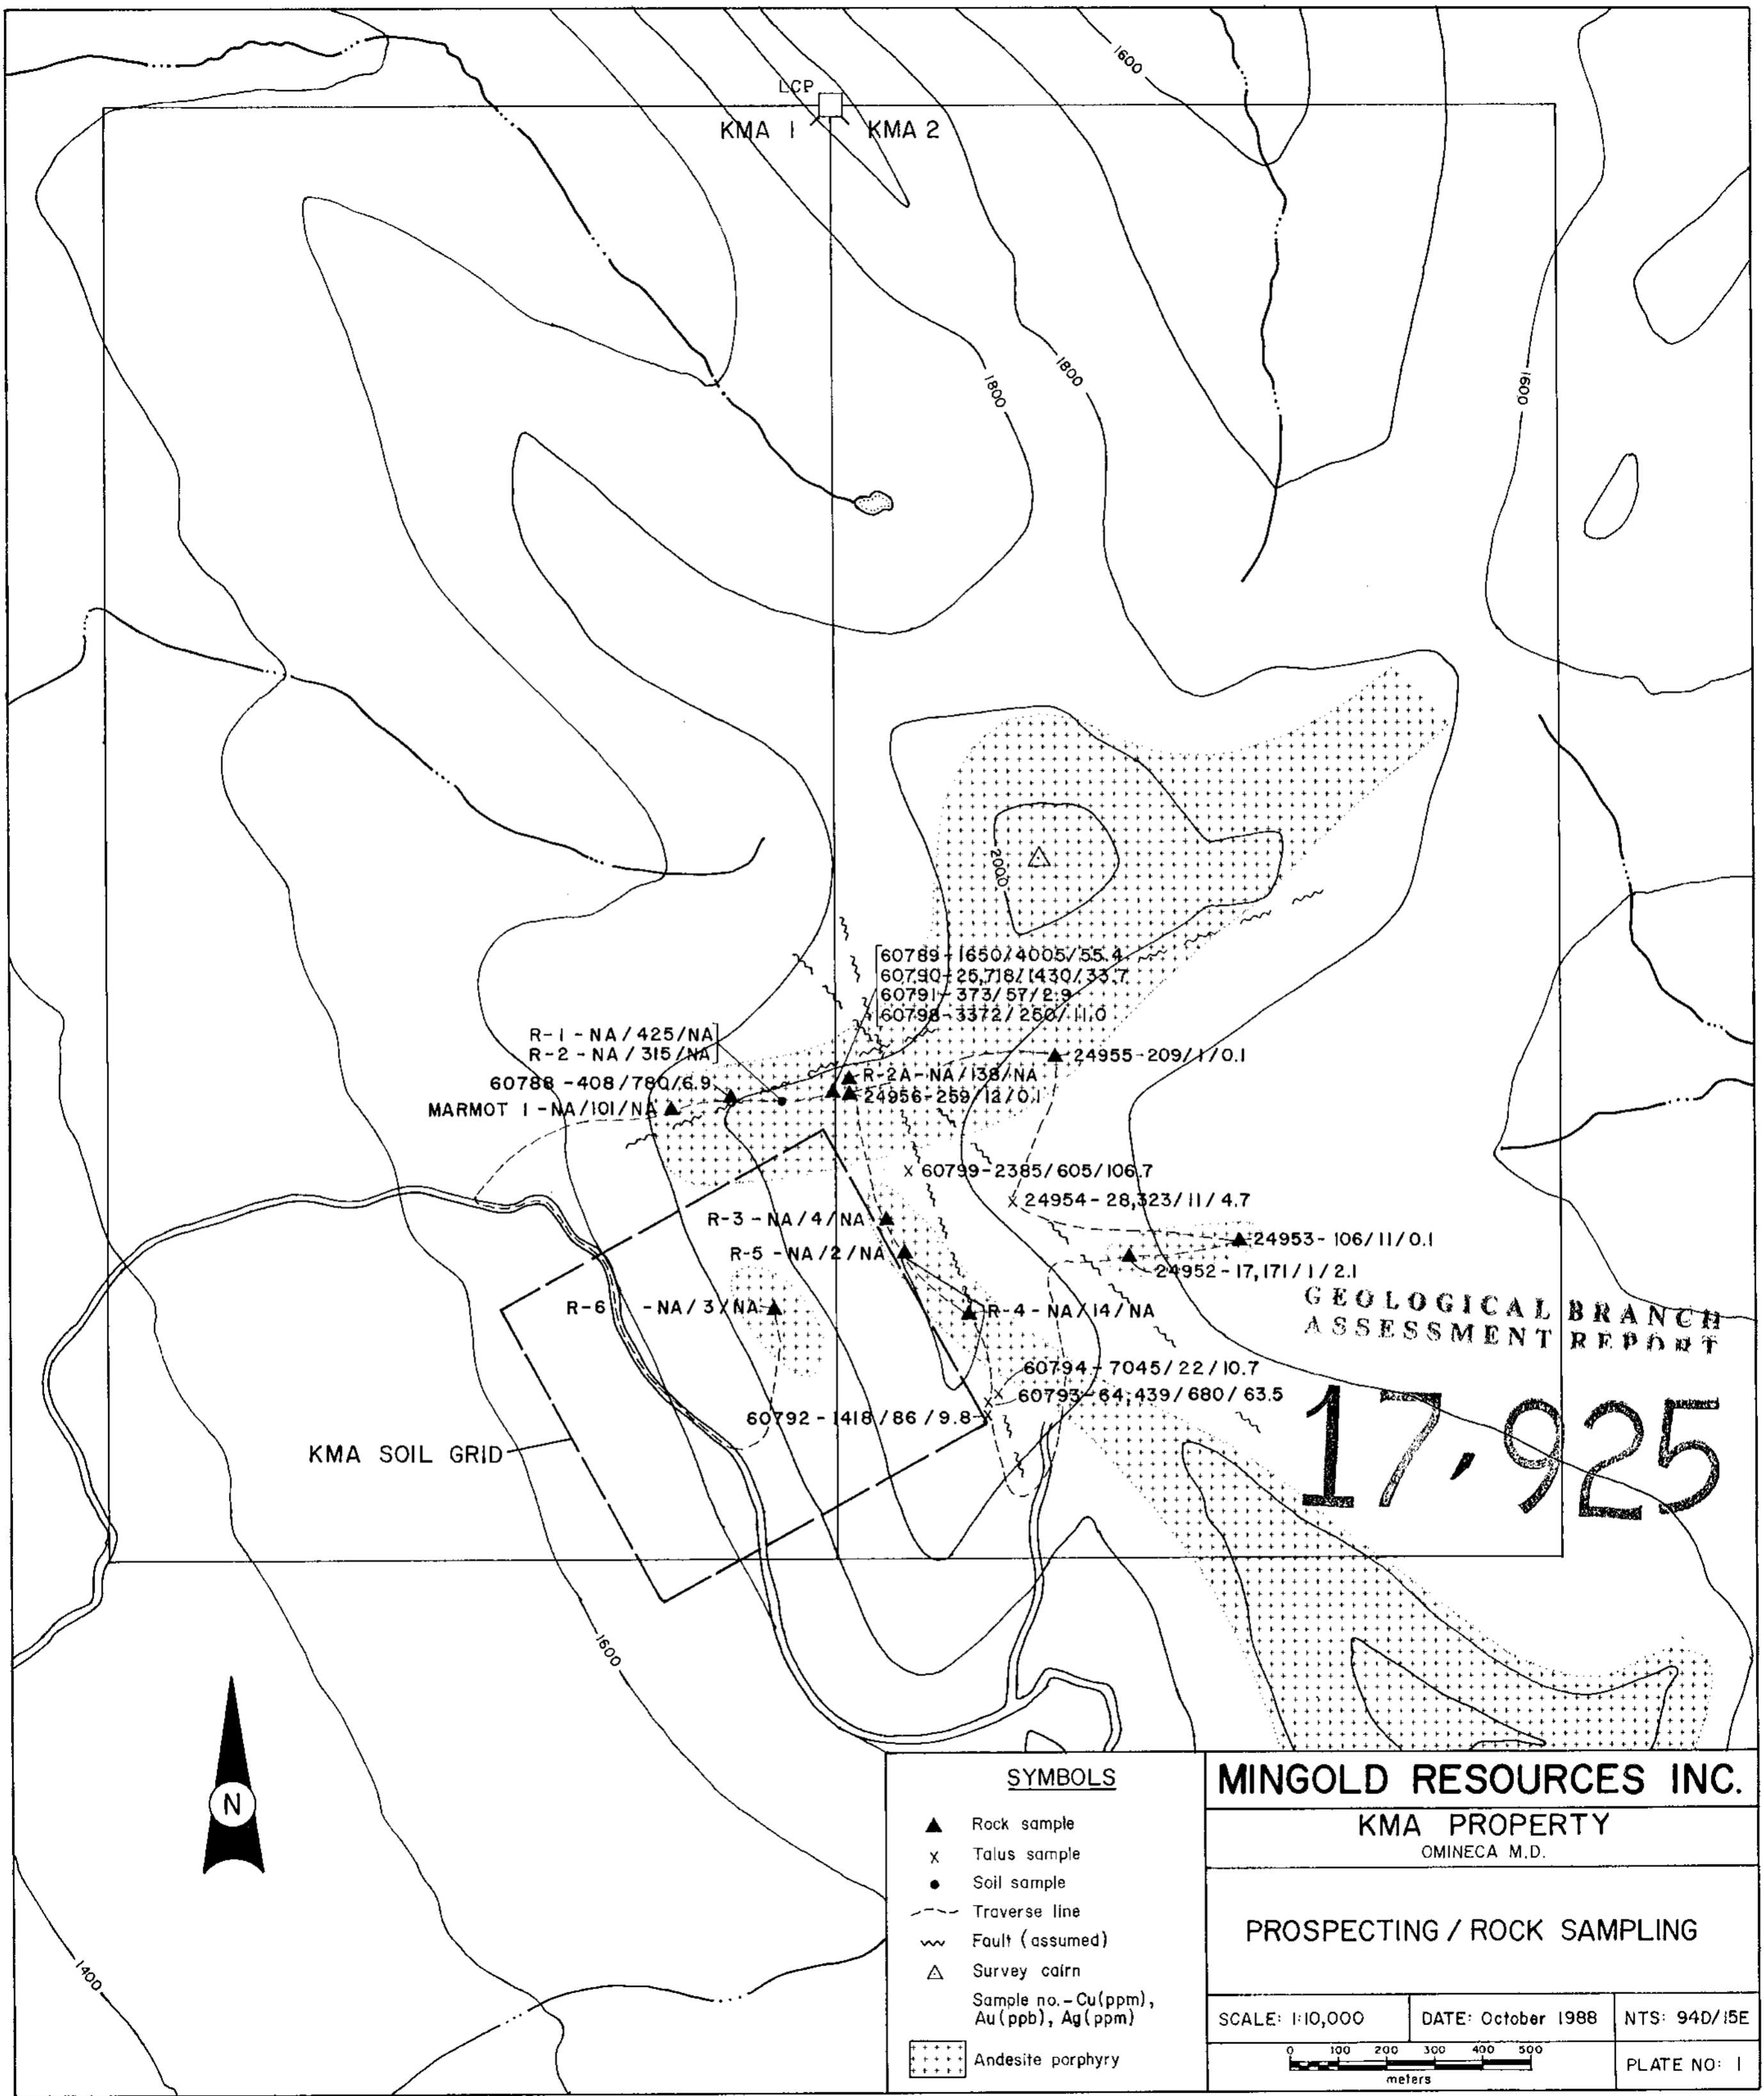 1600
LCP
KMA 1
KMA 2
1800
1800
1600
2000
60789-1650/4005/55.4
60790-25,718/1430/33.7
60791-373/57/2.9
60798-3372/250/11.0
R-1-NA/425/NA
R-2-NA/315/NA
24955-209/1/0.1
R-2A-NA/138/NA
60788-408/780/6.9
24956-259/12/0.1
MARMOT 1-NA/101/NA
60799-2385/605/106.7
24954-28,323/11/4.7
R-3-NA/4/NA
24953-106/11/0.1
R-5-NA/2/NA
24952-17,171/1/2.1
R-6 -NA/3/NA
R-4-NA/14/NA
GEOLOGICAL BRANCH
ASSESSMENT REPORT
60794-7045/22/10.7
60793-64,439/680/63.5
60792-1418/86/9.8
17,925
KMA SOIL GRID
1600
N
1400
SYMBOLS
Rock sample
Talus sample
Soil sample
Traverse line
Fault (assumed)
Survey cairn
Sample no.-Cu(ppm),
Au(ppb), Ag(ppm)
Andesite porphyry
MINGOLD RESOURCES INC.
KMA PROPERTY
OMINECA M.D.
PROSPECTING / ROCK SAMPLING
SCALE: 1:10,000
DATE: October 1988
NTS: 94D/15E
0 100 200 300 400 500
meters
PLATE NO: 1